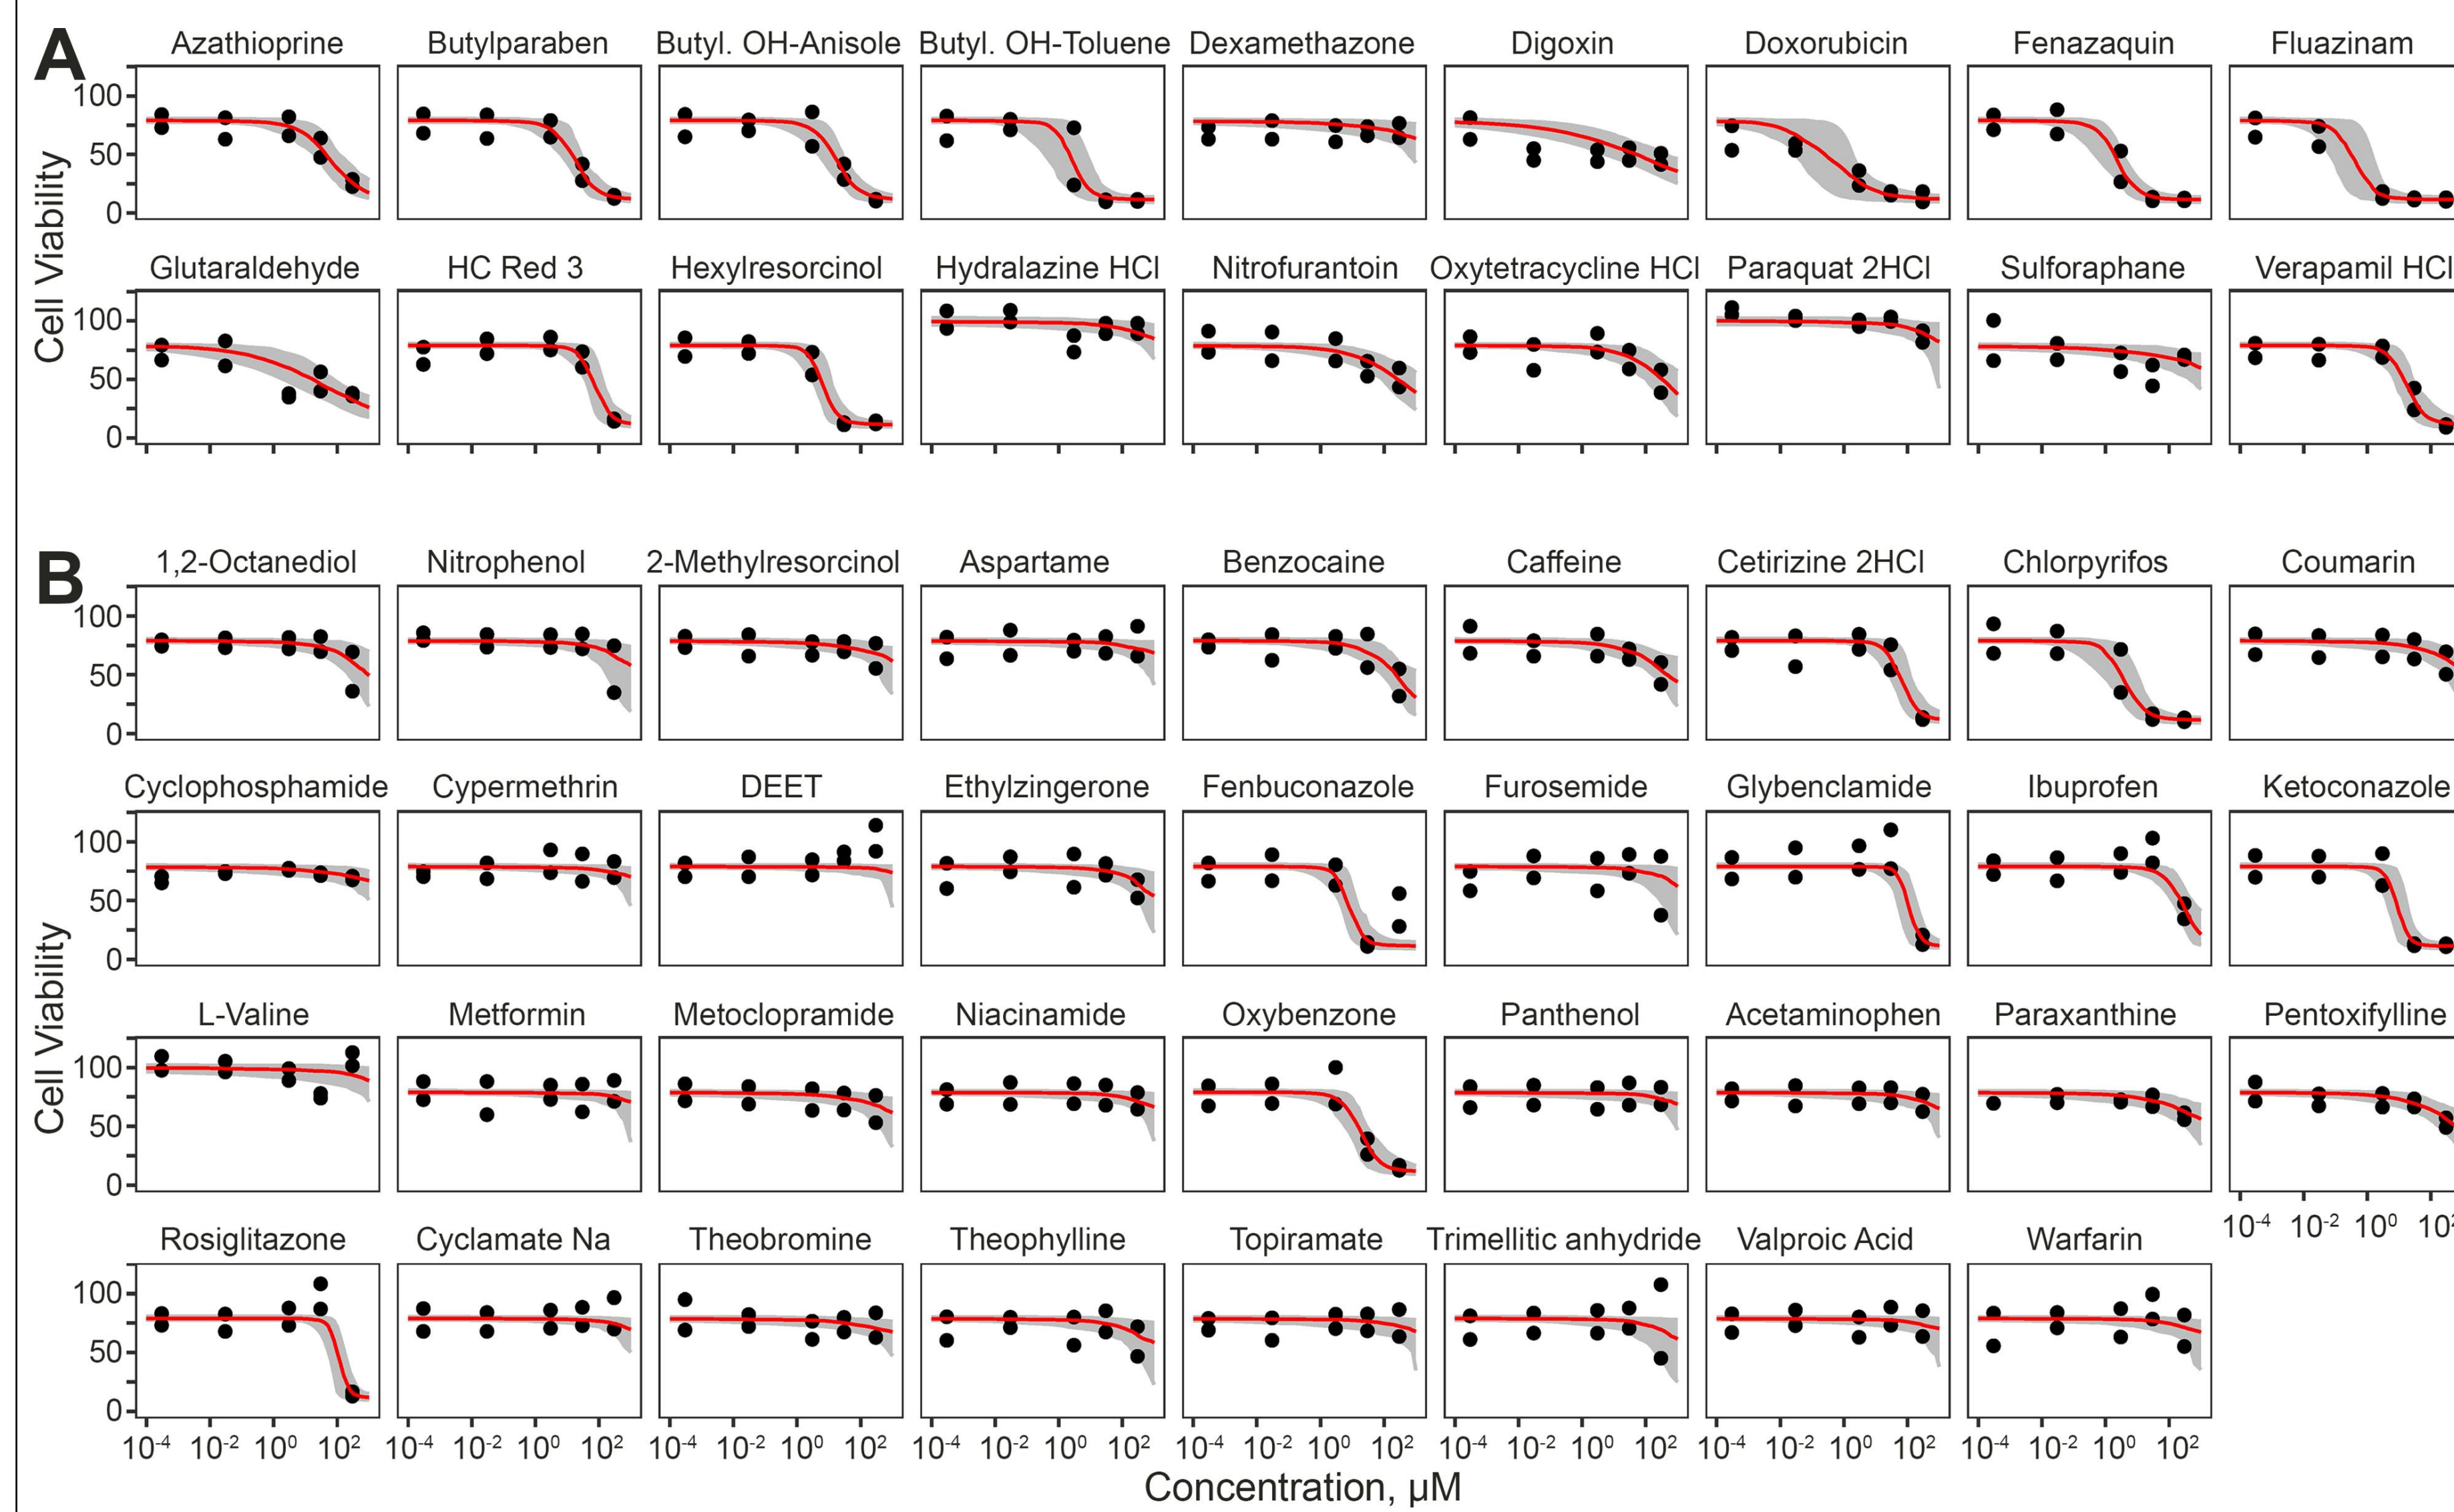 A
Azathioprine Butylparaben Butyl. OH-Anisole Butyl. OH-Toluene Dexamethazone Digoxin Doxorubicin Fenazaquin Fluazinam
100
50
0
Cell Viability
Glutaraldehyde HC Red 3 Hexylresorcinol Hydralazine HCl Nitrofurantoin Oxytetracycline HCl Paraquat 2HCl Sulforaphane Verapamil HCl
100
50
0
B
1,2-Octanediol Nitrophenol 2-Methylresorcinol Aspartame Benzocaine Caffeine Cetirizine 2HCl Chlorpyrifos Coumarin
100
50
0
Cyclophosphamide Cypermethrin DEET Ethylzingerone Fenbuconazole Furosemide Glybenclamide Ibuprofen Ketoconazole
100
50
0
Cell Viability
L-Valine Metformin Metoclopramide Niacinamide Oxybenzone Panthenol Acetaminophen Paraxanthine Pentoxifylline
100
50
0
10⁻⁴ 10⁻² 10⁰ 10²
Rosiglitazone Cyclamate Na Theobromine Theophylline Topiramate Trimellitic anhydride Valproic Acid Warfarin
100
50
0
10⁻⁴ 10⁻² 10⁰ 10² 10⁻⁴ 10⁻² 10⁰ 10² 10⁻⁴ 10⁻² 10⁰ 10² 10⁻⁴ 10⁻² 10⁰ 10² 10⁻⁴ 10⁻² 10⁰ 10² 10⁻⁴ 10⁻² 10⁰ 10² 10⁻⁴ 10⁻² 10⁰ 10² 10⁻⁴ 10⁻² 10⁰ 10²
Concentration, µM